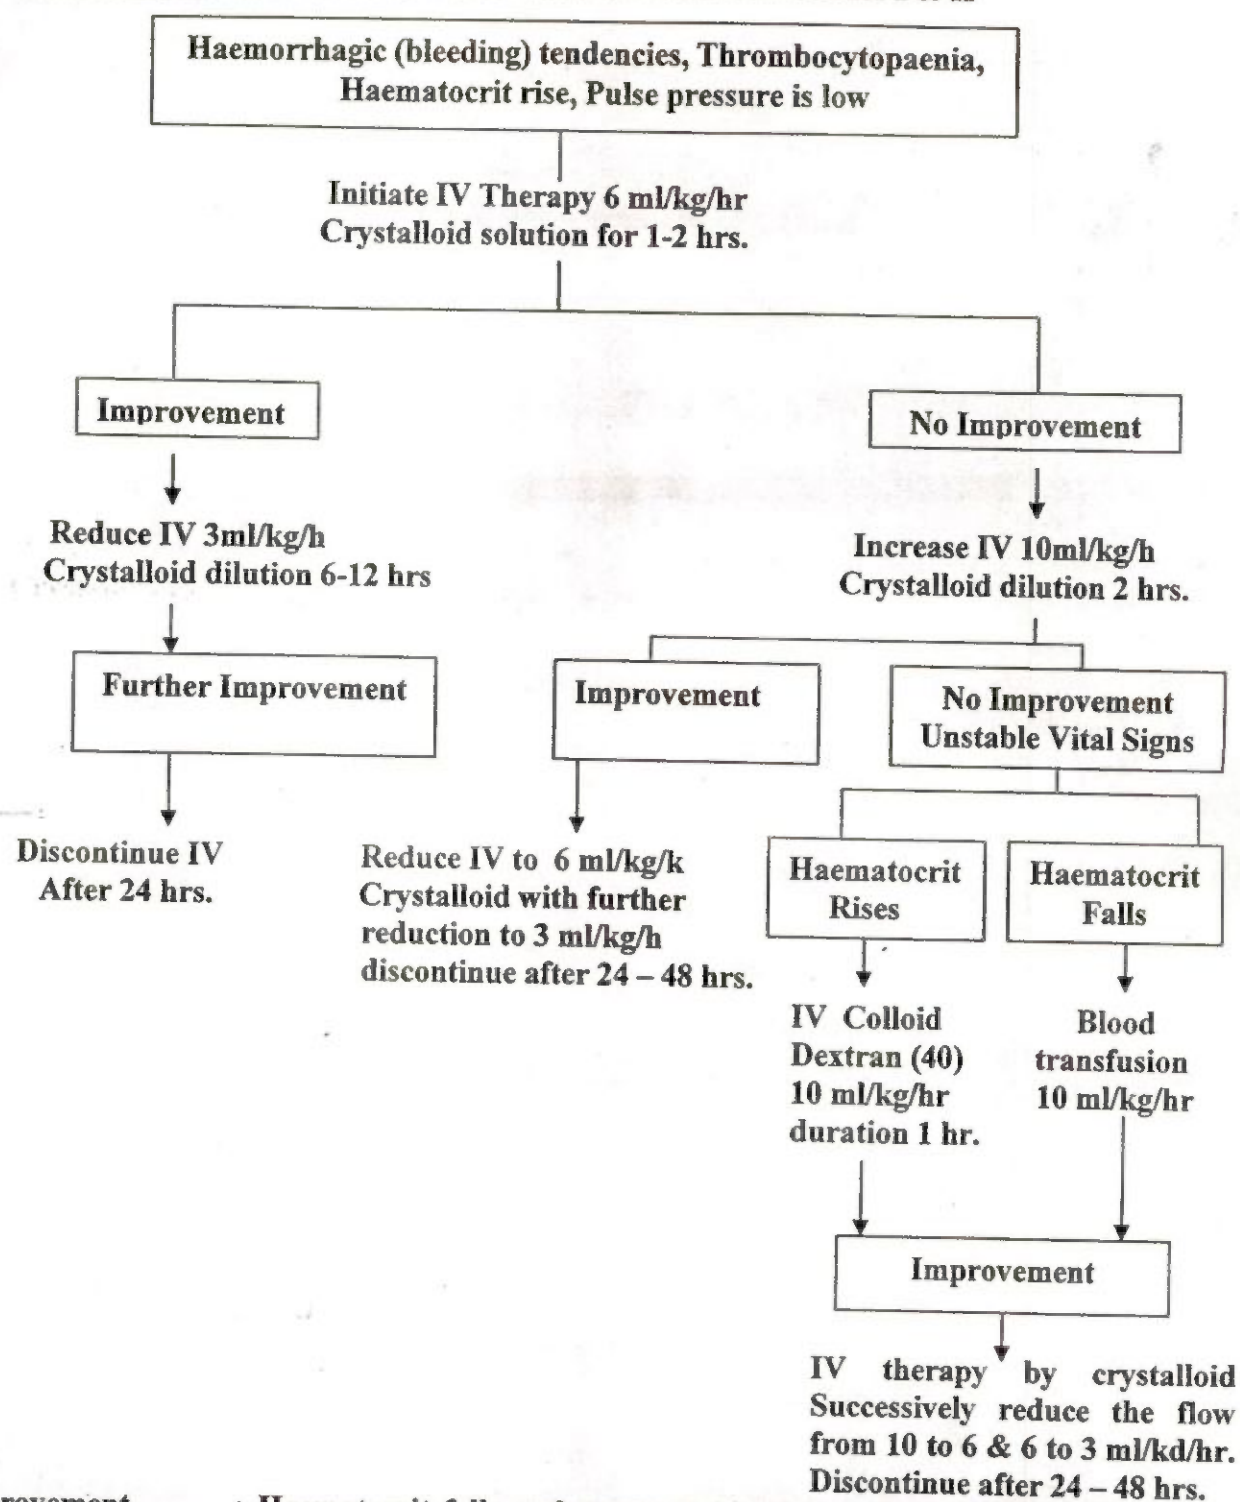 Haemorrhagic (bleeding) tendencies, Thrombocytopaenia,
Haematocrit rise, Pulse pressure is low
Initiate IV Therapy 6 ml/kg/hr
Crystalloid solution for 1-2 hrs.
Improvement
No Improvement
Reduce IV 3ml/kg/h
Crystalloid dilution 6-12 hrs
Increase IV 10ml/kg/h
Crystalloid dilution 2 hrs.
Further Improvement
Improvement
No Improvement
Unstable Vital Signs
Discontinue IV
After 24 hrs.
Reduce IV to 6 ml/kg/k
Crystalloid with further
reduction to 3 ml/kg/h
discontinue after 24 – 48 hrs.
Haematocrit
Rises
Haematocrit
Falls
IV Colloid
Dextran (40)
10 ml/kg/hr
duration 1 hr.
Blood
transfusion
10 ml/kg/hr
Improvement
IV therapy by crystalloid
Successively reduce the flow
from 10 to 6 & 6 to 3 ml/kd/hr.
Discontinue after 24 – 48 hrs.